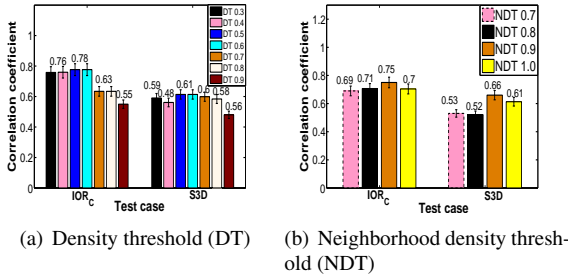 1
0.8
0.6
0.4
0.2
0
Correlation coefficient
0.76
0.78
0.63
0.55
0.59
0.48
0.61
0.6
0.58
0.56
DT 0.3
DT 0.4
DT 0.5
DT 0.6
DT 0.7
DT 0.8
DT 0.9
IOR_C
S3D
Test case
(a) Density threshold (DT)
1.2
1
0.8
0.6
0.4
0.2
0
Correlation coefficient
0.69
0.71
0.75
0.7
0.53
0.52
0.66
0.61
NDT 0.7
NDT 0.8
NDT 0.9
NDT 1.0
IOR_C
S3D
Test case
(b) Neighborhood density thresh-
old (NDT)